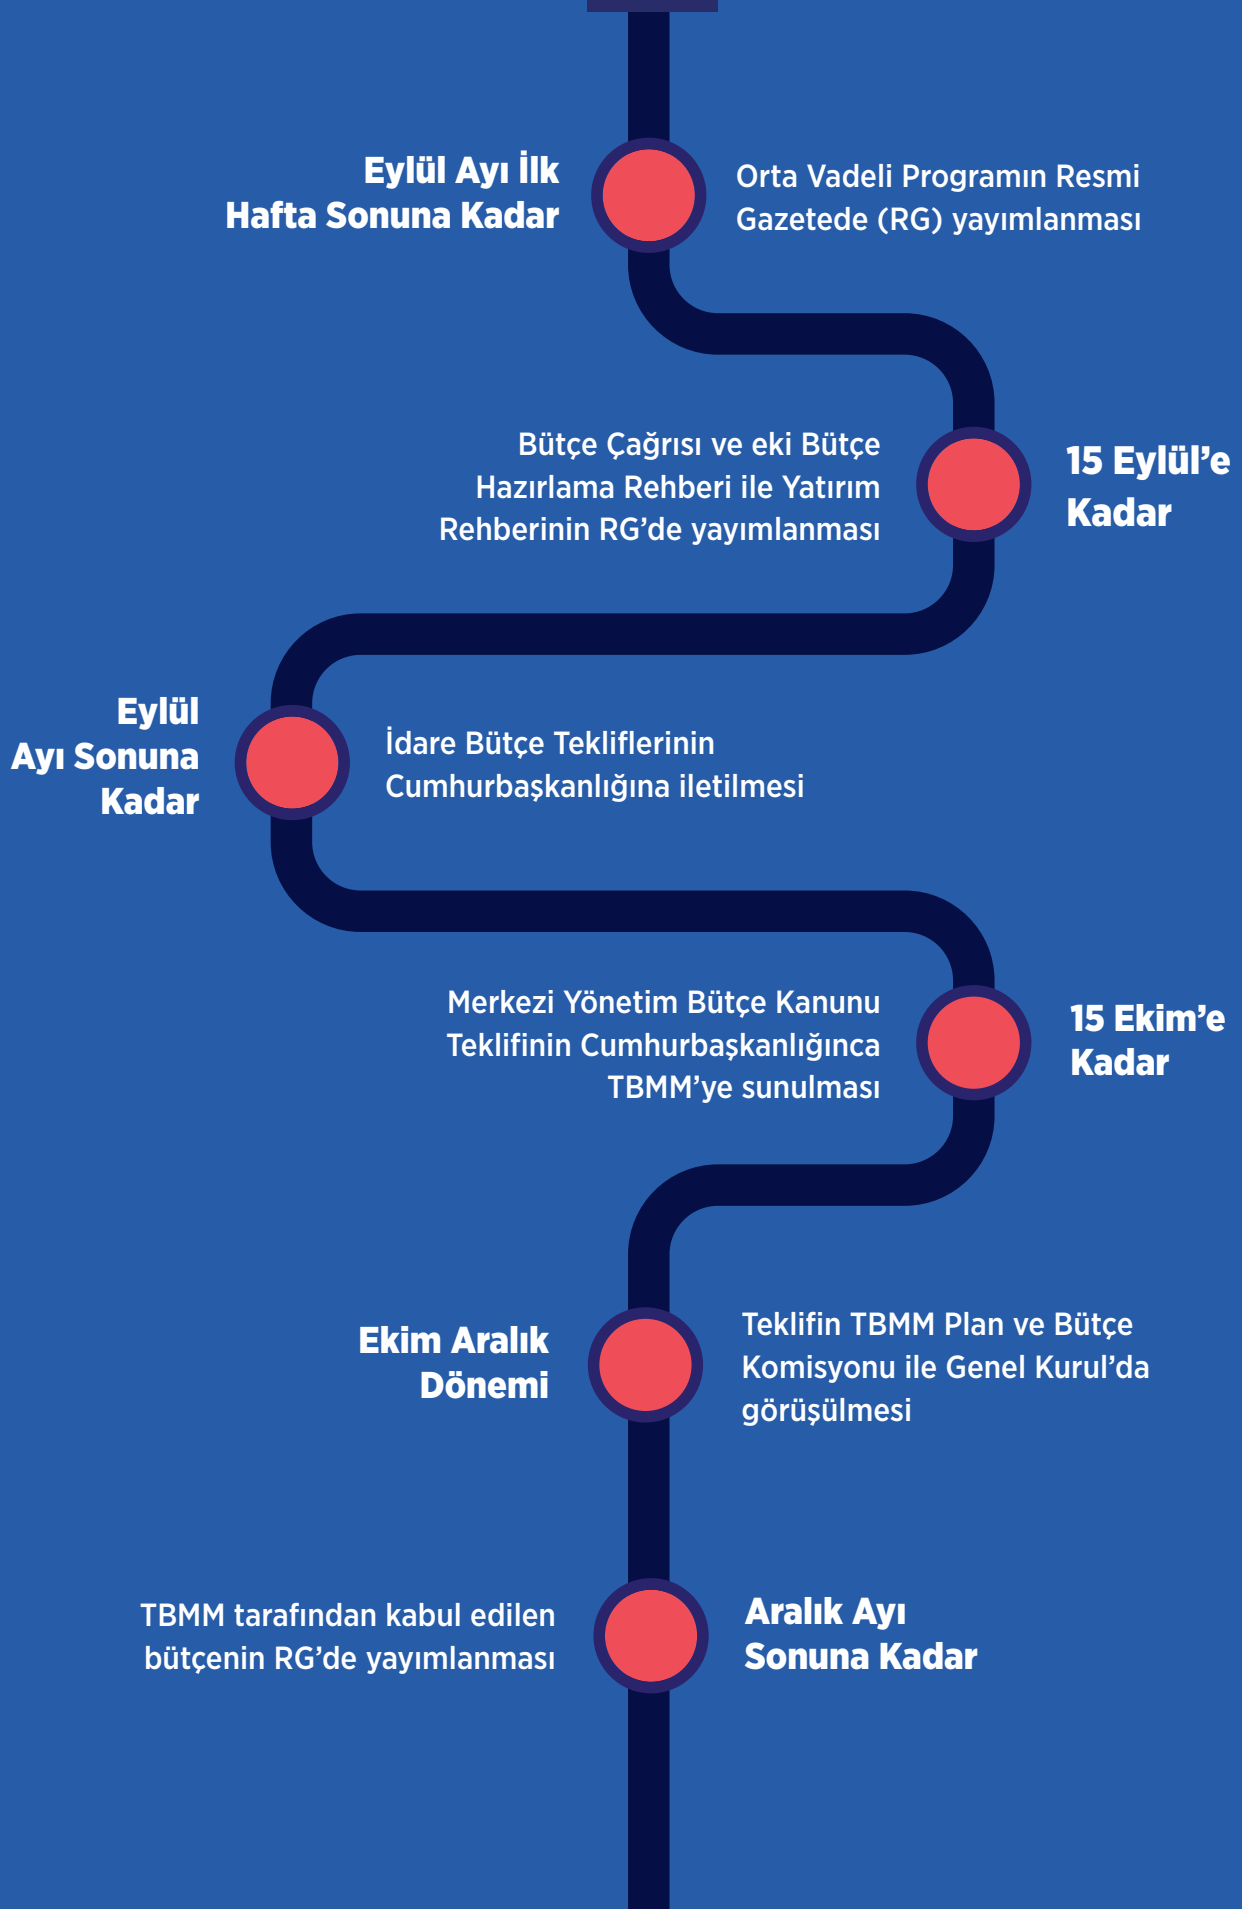 Eylül Ayı İlk
Hafta Sonuna Kadar
Orta Vadeli Programın Resmi
Gazetede (RG) yayımlanması
Bütçe Çağrısı ve eki Bütçe
Hazırlama Rehberi ile Yatırım
Rehberinin RG’de yayımlanması
15 Eylül’e
Kadar
Eylül
Ayı Sonuna
Kadar
İdare Bütçe Tekliflerinin
Cumhurbaşkanlığına iletilmesi
Merkezi Yönetim Bütçe Kanunu
Teklifinin Cumhurbaşkanlığınca
TBMM’ye sunulması
15 Ekim’e
Kadar
Ekim Aralık
Dönemi
Teklifin TBMM Plan ve Bütçe
Komisyonu ile Genel Kurul’da
görüşülmesi
TBMM tarafından kabul edilen
bütçenin RG’de yayımlanması
Aralık Ayı
Sonuna Kadar